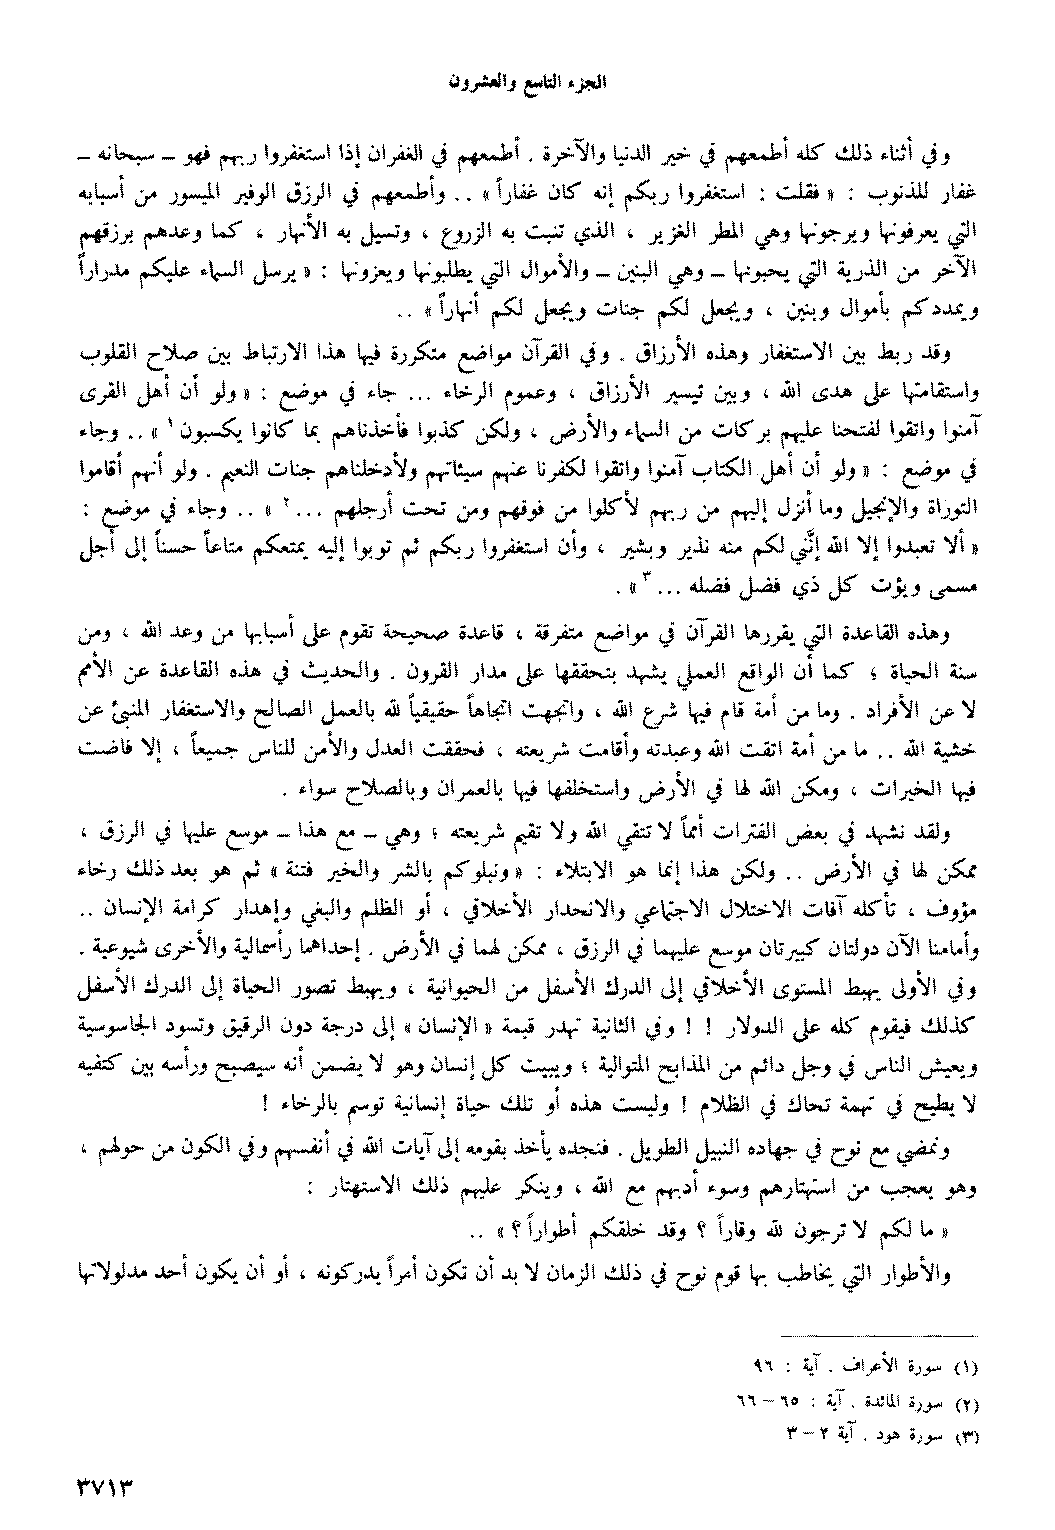 الجزء التاسع والعشرون
وفي أثناء ذلك كله أطمعهم في خير الدنيا والآخرة . أطمعهم في الغفران إذا استغفروا ربهم فهو ــ سبحانه ــ
غفار للذنوب : « فقلت : استغفروا ربكم إنه كان غفاراً » .. وأطمعهم في الرزق الوفير الميسور من أسبابه
التي يعرفونها ويرجونها وهي المطر الغزير ، الذي تنبت به الزروع ، وتسيل به الأنهار ، كما وعدهم برزقهم
الآخر من الذرية التي يحبونها ــ وهي البنين ــ والأموال التي يطلبونها ويعزونها : « يرسل السماء عليكم مدراراً
ويمددكم بأموال وبنين ، ويجعل لكم جنات ويجعل لكم أنهاراً » ..
وقد ربط بين الاستغفار وهذه الأرزاق . وفي القرآن مواضع متكررة فيها هذا الارتباط بين صلاح القلوب
واستقامتها على هدى الله ، وبين تيسير الأرزاق ، وعموم الرخاء ... جاء في موضع : « ولو أن أهل القرى
آمنوا واتقوا لفتحنا عليهم بركات من السماء والأرض ، ولكن كذبوا فأخذناهم بما كانوا يكسبون ١ » .. وجاء
في موضع : « ولو أن أهل الكتاب آمنوا واتقوا لكفرنا عنهم سيئاتهم ولأدخلناهم جنات النعيم . ولو أنهم أقاموا
التوراة والإنجيل وما أنزل إليهم من ربهم لأكلوا من فوقهم ومن تحت أرجلهم ... ٢ » .. وجاء في موضع :
« ألا تعبدوا إلا الله إنَّني لكم منه نذير وبشير ، وأن استغفروا ربكم ثم توبوا إليه يمتعكم متاعاً حسناً إلى أجل
مسمى ويؤت كل ذي فضل فضله ... ٣ » .
وهذه القاعدة التي يقررها القرآن في مواضع متفرقة ، قاعدة صحيحة تقوم على أسبابها من وعد الله ، ومن
سنة الحياة ؛ كما أن الواقع العملي يشهد بتحققها على مدار القرون . والحديث في هذه القاعدة عن الأمم
لا عن الأفراد . وما من أمة قام فيها شرع الله ، واتجهت اتجاهاً حقيقياً لله بالعمل الصالح والاستغفار المنبئ عن
خشية الله .. ما من أمة اتقت الله وعبدته وأقامت شريعته ، فحققت العدل والأمن للناس جميعاً ، إلا فاضت
فيها الخيرات ، ومكن الله لها في الأرض واستخلفها فيها بالعمران وبالصلاح سواء .
ولقد نشهد في بعض الفترات أمماً لا تتقي الله ولا تقيم شريعته ؛ وهي ــ مع هذا ــ موسع عليها في الرزق ،
ممكن لها في الأرض .. ولكن هذا إنما هو الابتلاء : « ونبلوكم بالشر والخير فتنة » ثم هو بعد ذلك رخاء
مؤوف ، تأكله آفات الاختلال الاجتماعي والانحدار الأخلاقي ، أو الظلم والبغي وإهدار كرامة الإنسان ..
وأمامنا الآن دولتان كبيرتان موسع عليهما في الرزق ، ممكن لهما في الأرض . إحداهما رأسمالية والأخرى شيوعية .
وفي الأولى يهبط المستوى الأخلاقي إلى الدرك الأسفل من الحيوانية ، ويهبط تصور الحياة إلى الدرك الأسفل
كذلك فيقوم كله على الدولار ! ! وفي الثانية تهدر قيمة « الإنسان » إلى درجة دون الرقيق وتسود الجاسوسية
ويعيش الناس في وجل دائم من المذابح المتوالية ؛ ويبيت كل إنسان وهو لا يضمن أنه سيصبح ورأسه بين كتفيه
لا يطيح في تهمة تحاك في الظلام ! وليست هذه أو تلك حياة إنسانية توسم بالرخاء !
ونمضي مع نوح في جهاده النبيل الطويل . فنجده يأخذ بقومه إلى آيات الله في أنفسهم وفي الكون من حولهم ،
وهو يعجب من استهتارهم وسوء أدبهم مع الله ، وينكر عليهم ذلك الاستهتار :
« ما لكم لا ترجون لله وقاراً ؟ وقد خلقكم أطواراً ؟ » ..
والأطوار التي يخاطب بها قوم نوح في ذلك الزمان لا بد أن تكون أمراً يدركونه ، أو أن يكون أحد مدلولاتها
(١) سورة الأعراف . آية : ٩٦
(٢) سورة المائدة . آية : ٦٥ – ٦٦
(٣) سورة هود . آية ٢ – ٣
٣٧١٣